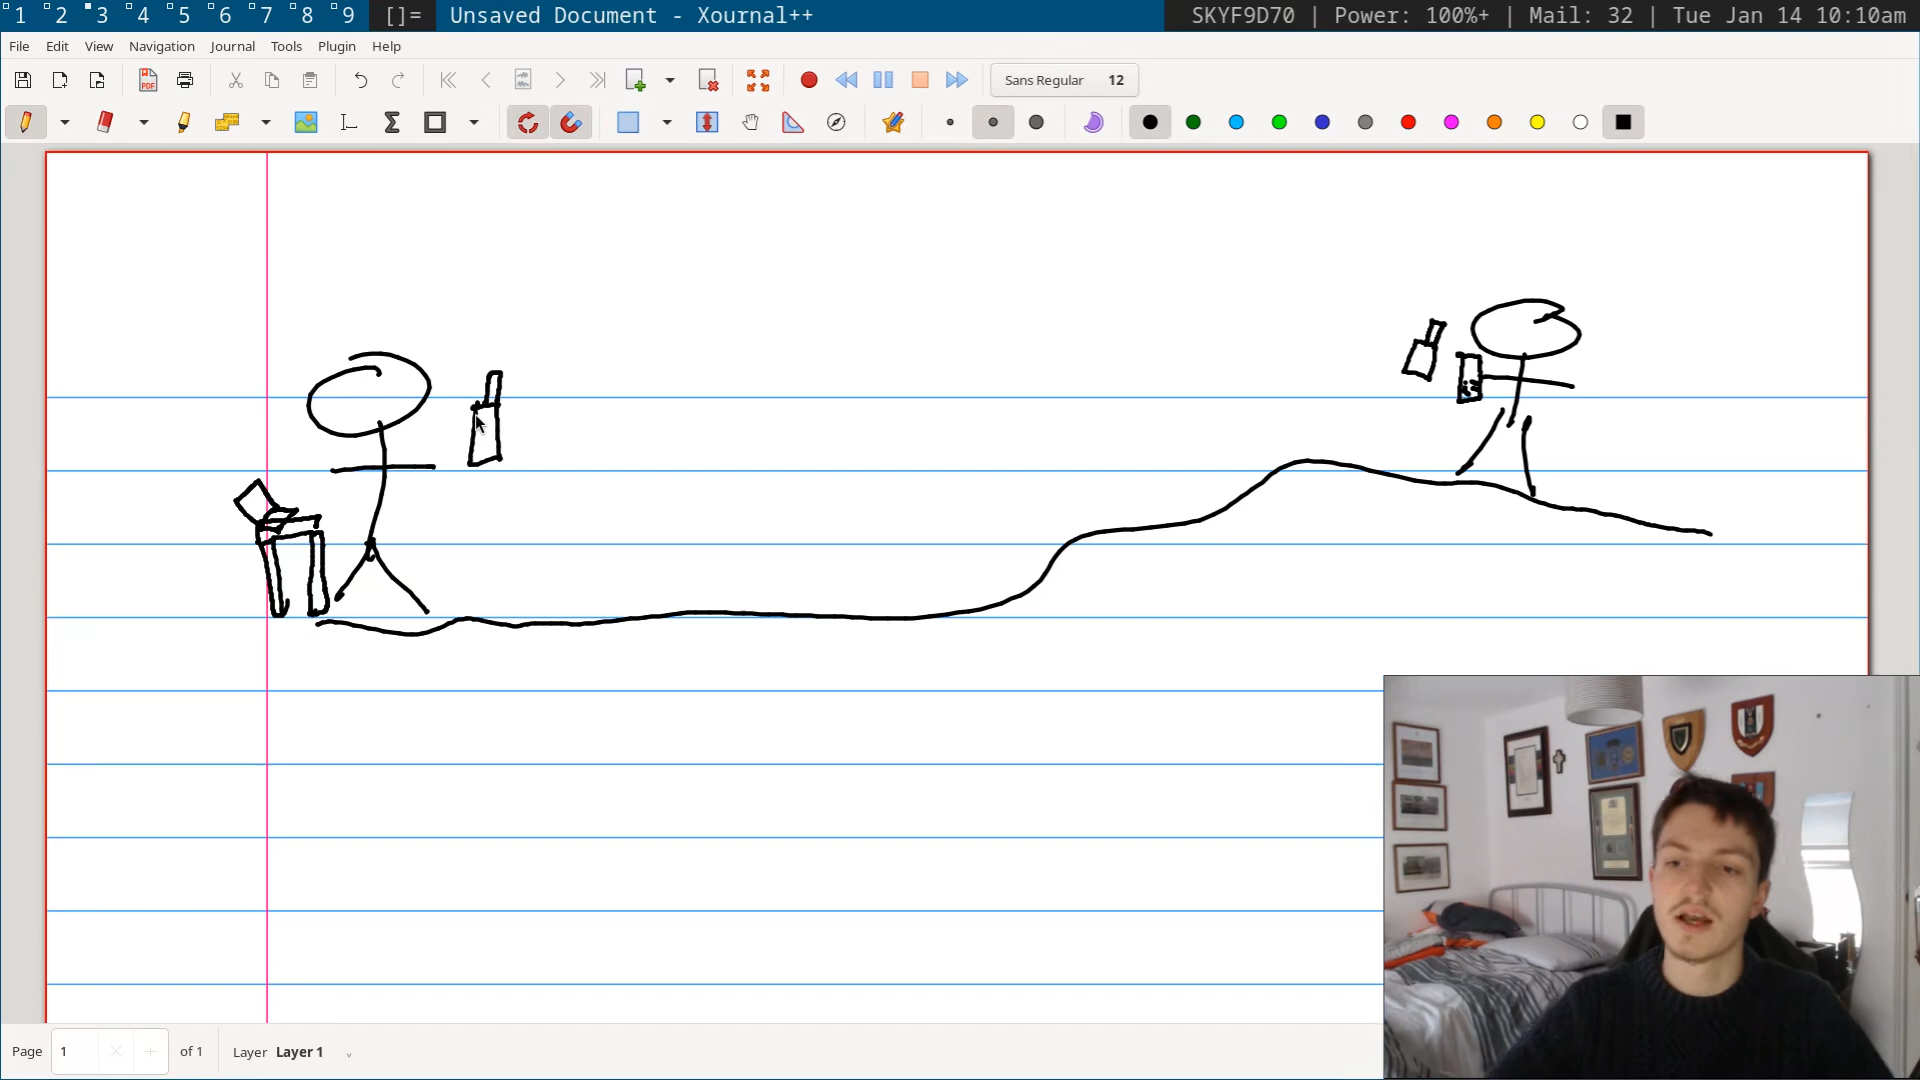 1 2 3 4 5 6 7 8 9 []= Unsaved Document - Xournal++ SKYF9D70 | Power: 100%+ | Mail: 32 | Tue Jan 14 10:10am
File Edit View Navigation Journal Tools Plugin Help
PDF Sans Regular 12
Page 1 of 1 Layer Layer 1